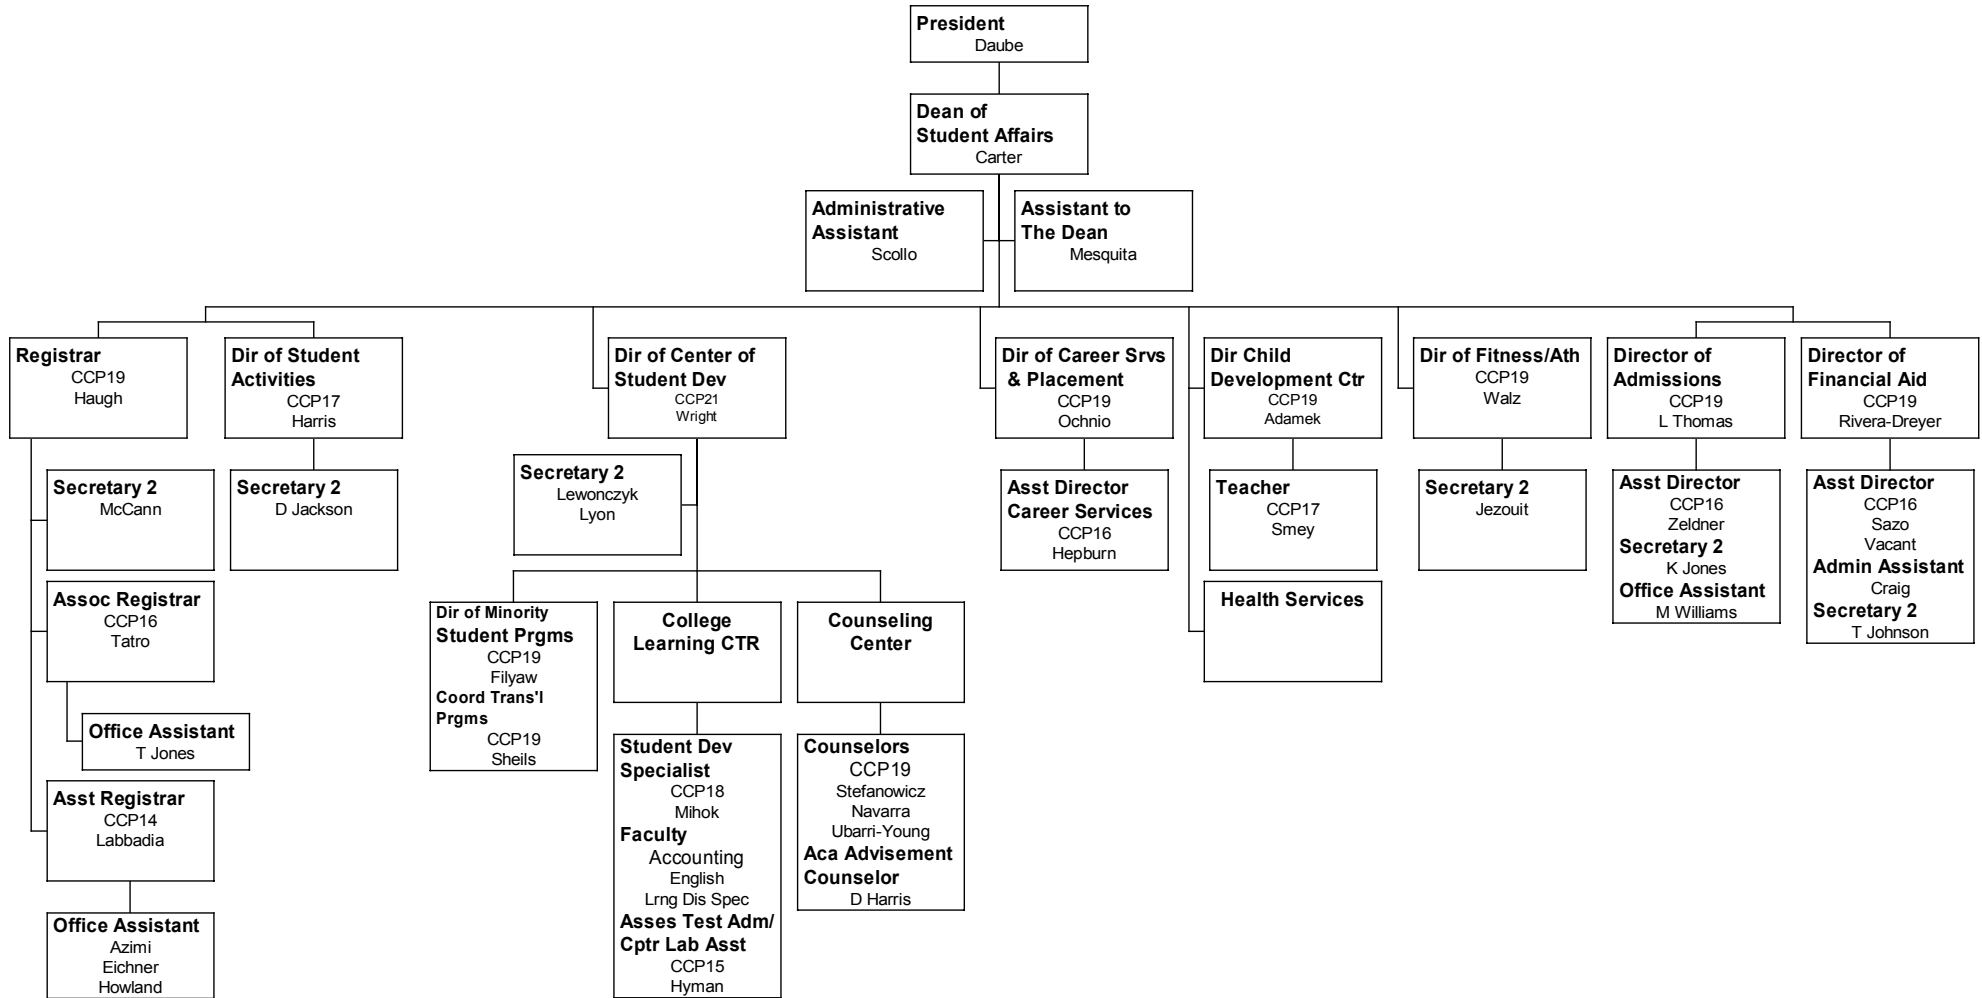 President
Daube
Dean of
Student Affairs
Carter
Administrative
Assistant
Scollo
Assistant to
The Dean
Mesquita
Registrar
CCP19
Haugh
Dir of Student
Activities
CCP17
Harris
Dir of Center of
Student Dev
CCP21
Wright
Dir of Career Srvs
& Placement
CCP19
Ochnio
Dir Child
Development Ctr
CCP19
Adamek
Dir of Fitness/Ath
CCP19
Walz
Director of
Admissions
CCP19
L Thomas
Director of
Financial Aid
CCP19
Rivera-Dreyer
Secretary 2
McCann
Secretary 2
D Jackson
Secretary 2
Lewonczyk
Lyon
Asst Director
Career Services
CCP16
Hepburn
Teacher
CCP17
Smey
Secretary 2
Jezouit
Asst Director
CCP16
Zeldner
Secretary 2
K Jones
Office Assistant
M Williams
Asst Director
CCP16
Sazo
Vacant
Admin Assistant
Craig
Secretary 2
T Johnson
Assoc Registrar
CCP16
Tatro
Dir of Minority
Student Prgms
CCP19
Filyaw
Coord Trans'l
Prgms
CCP19
Sheils
College
Learning CTR
Counseling
Center
Health Services
Office Assistant
T Jones
Asst Registrar
CCP14
Labbadia
Student Dev
Specialist
CCP18
Mihok
Faculty
Accounting
English
Lrng Dis Spec
Asses Test Adm/
Cptr Lab Asst
CCP15
Hyman
Counselors
CCP19
Stefanowicz
Navarra
Ubarri-Young
Aca Advisement
Counselor
D Harris
Office Assistant
Azimi
Eichner
Howland